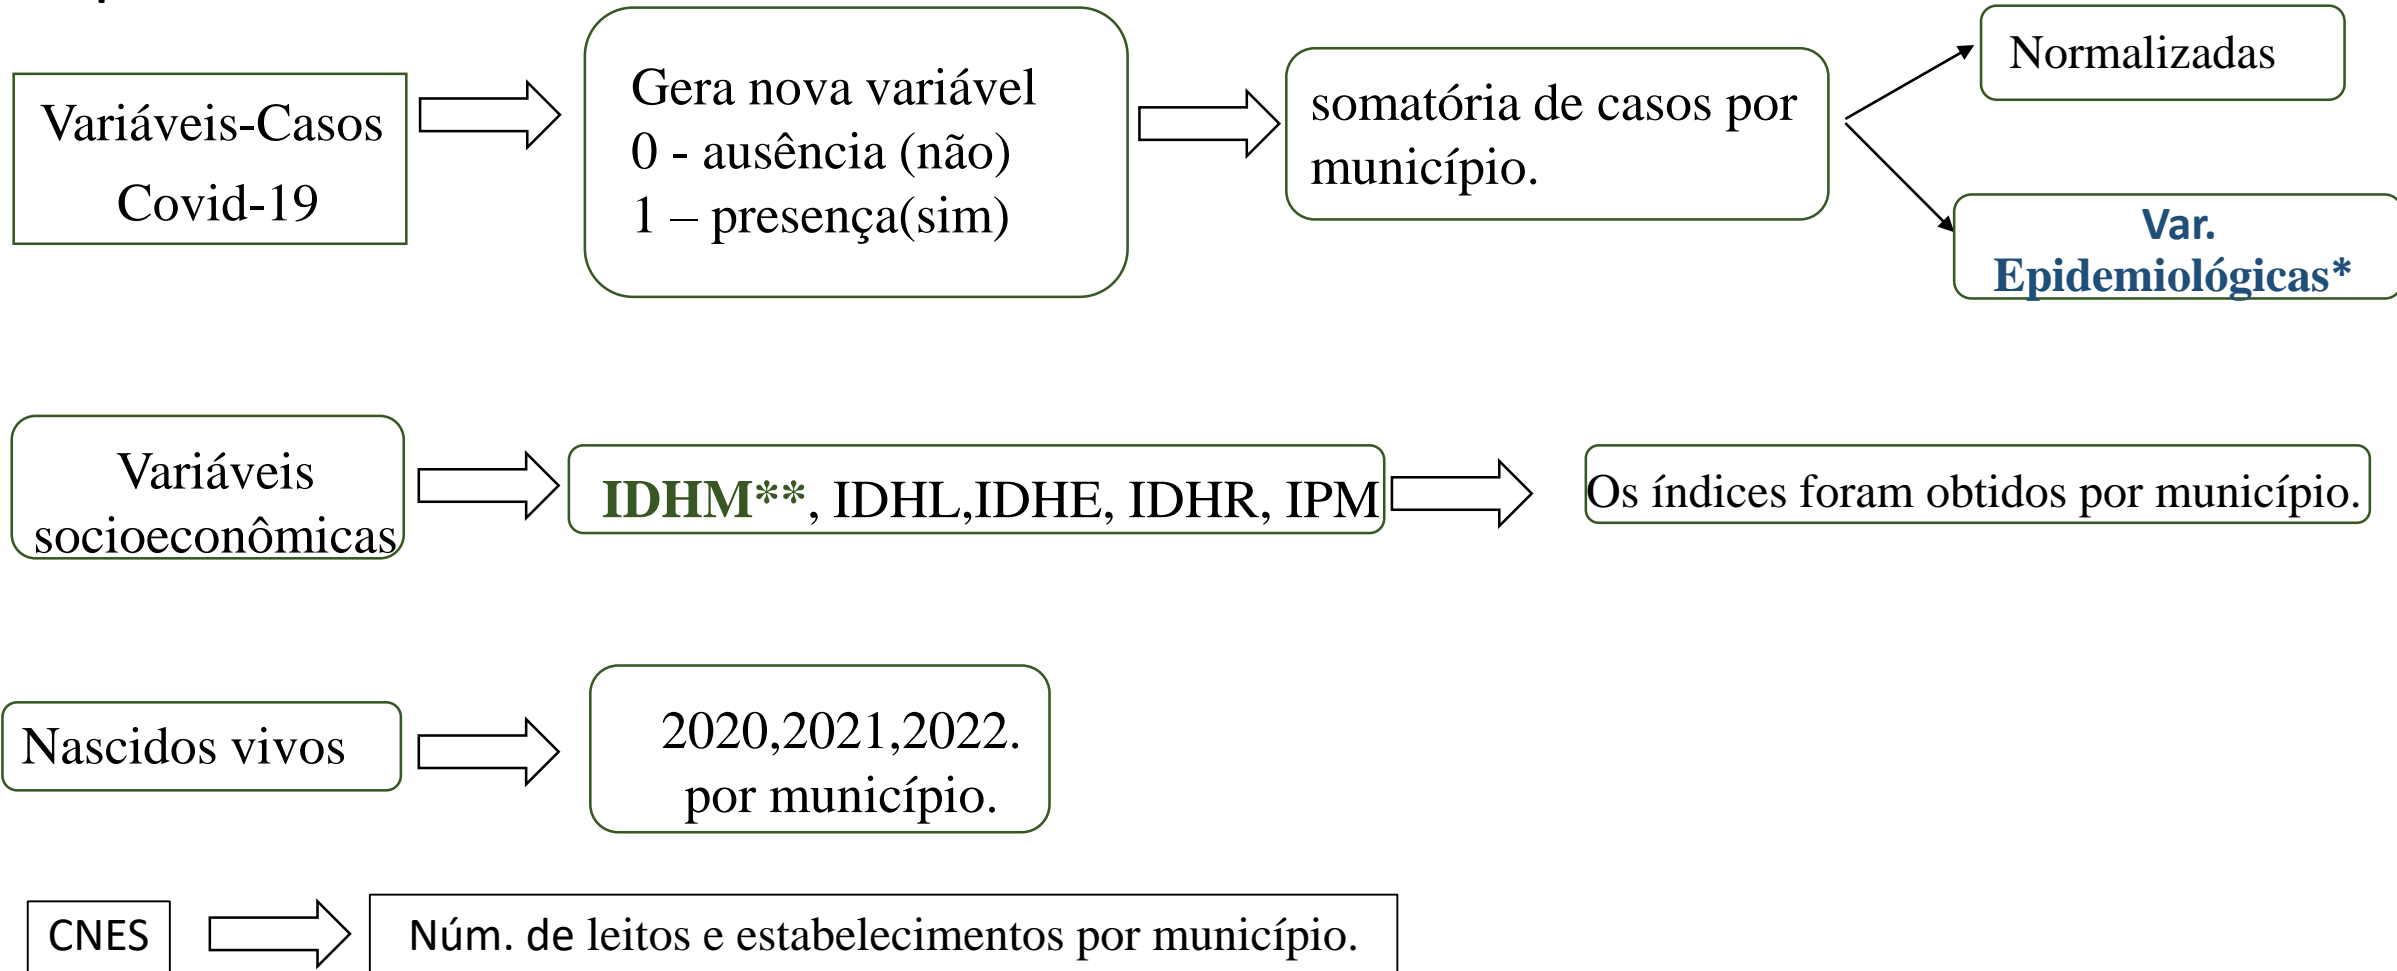 Variáveis-Casos
Covid-19
Gera nova variável
0 - ausência (não)
1 – presença(sim)
somatória de casos por
município.
Normalizadas
Var.
Epidemiológicas*
Variáveis
socioeconômicas
IDHM**, IDHL,IDHE, IDHR, IPM
Os índices foram obtidos por município.
Nascidos vivos
2020,2021,2022.
por município.
CNES
Núm. de leitos e estabelecimentos por município.